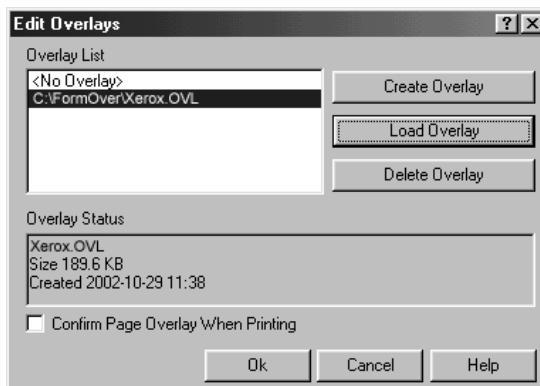 Edit Overlays
Overlay List
<No Overlay>
C:\FormOver\Xerox.OVL
Create Overlay
Load Overlay
Delete Overlay
Overlay Status
Xerox.OVL
Size 189.6 KB
Created 2002-10-29 11:38
Confirm Page Overlay When Printing
Ok Cancel Help